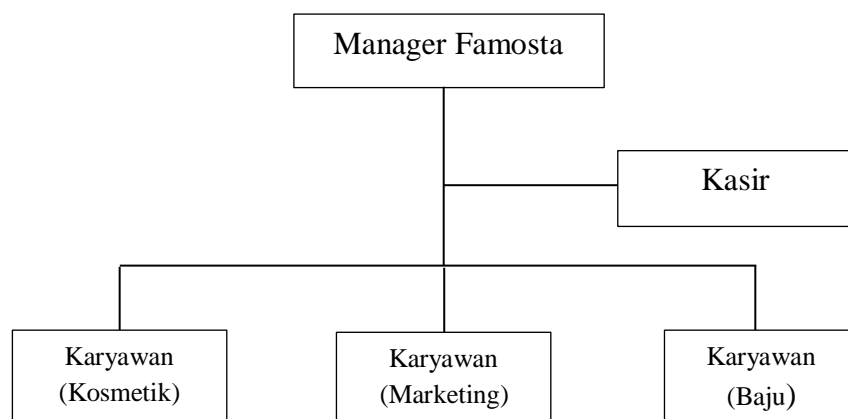 Manager Famosta
Kasir
Karyawan
(Kosmetik)
Karyawan
(Marketing)
Karyawan
(Baju)